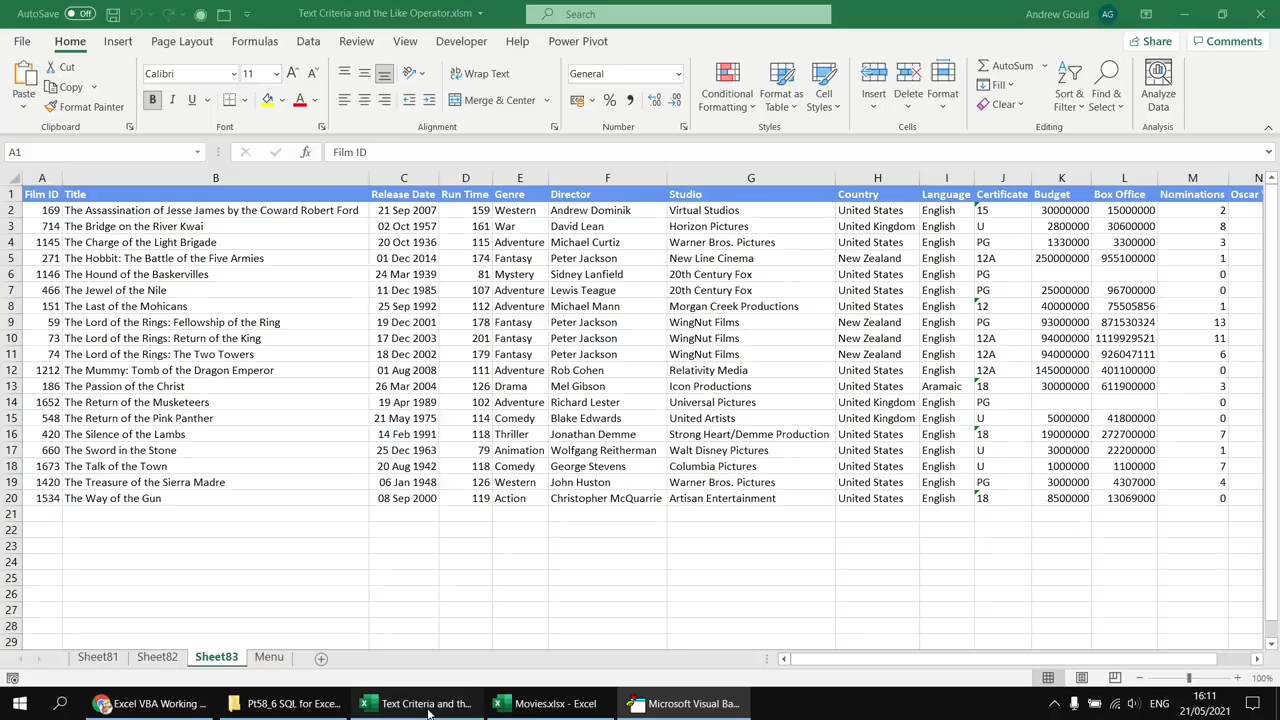 AutoSave Off Text Criteria and the Like Operator.xlsm Search Andrew Gould AG
File Home Insert Page Layout Formulas Data Review View Developer Help Power Pivot Share Comments
Paste Cut Copy Format Painter
Calibri 11 B I U A
Wrap Text Merge & Center
General % ,
Conditional Formatting Format as Table Cell Styles
Insert Delete Format
AutoSum Fill Clear Sort & Filter Find & Select
Analyze Data
Clipboard Font Alignment Number Styles Cells Editing Analysis
A1 fx Film ID
A B C D E F G H I J K L M N
1 Film ID Title Release Date Run Time Genre Director Studio Country Language Certificate Budget Box Office Nominations Oscar
2 169 The Assassination of Jesse James by the Coward Robert Ford 21 Sep 2007 159 Western Andrew Dominik Virtual Studios United States English 15 30000000 15000000 2
3 714 The Bridge on the River Kwai 02 Oct 1957 161 War David Lean Horizon Pictures United States English U 2800000 30600000 8
4 1145 The Charge of the Light Brigade 20 Oct 1936 115 Adventure Michael Curtiz Warner Bros. Pictures United States English PG 1330000 3300000 3
5 271 The Hobbit: The Battle of the Five Armies 01 Dec 2014 174 Fantasy Peter Jackson New Line Cinema New Zealand English 12A 250000000 955100000 1
6 1146 The Hound of the Baskervilles 24 Mar 1939 81 Mystery Sidney Lanfield 20th Century Fox United States English PG 0
7 466 The Jewel of the Nile 11 Dec 1985 107 Adventure Lewis Teague 20th Century Fox United States English PG 25000000 96700000 0
8 151 The Last of the Mohicans 25 Sep 1992 112 Adventure Michael Mann Morgan Creek Productions United States English 12 40000000 75505856 1
9 59 The Lord of the Rings: Fellowship of the Ring 19 Dec 2001 178 Fantasy Peter Jackson WingNut Films New Zealand English PG 93000000 871530324 13
10 73 The Lord of the Rings: Return of the King 17 Dec 2003 201 Fantasy Peter Jackson WingNut Films New Zealand English 12A 94000000 1119929521 11
11 74 The Lord of the Rings: The Two Towers 18 Dec 2002 179 Fantasy Peter Jackson WingNut Films New Zealand English 12A 94000000 926047111 6
12 1212 The Mummy: Tomb of the Dragon Emperor 01 Aug 2008 111 Adventure Rob Cohen Relativity Media United States English 12A 145000000 401100000 0
13 186 The Passion of the Christ 26 Mar 2004 126 Drama Mel Gibson Icon Productions United States Aramaic 18 30000000 611900000 3
14 1652 The Return of the Musketeers 19 Apr 1989 102 Adventure Richard Lester Universal Pictures United Kingdom English PG 0
15 548 The Return of the Pink Panther 21 May 1975 114 Comedy Blake Edwards United Artists United Kingdom English U 5000000 41800000 0
16 420 The Silence of the Lambs 14 Feb 1991 118 Thriller Jonathan Demme Strong Heart/Demme Production United States English 18 19000000 272700000 7
17 660 The Sword in the Stone 25 Dec 1963 79 Animation Wolfgang Reitherman Walt Disney Pictures United States English U 3000000 22200000 1
18 1673 The Talk of the Town 20 Aug 1942 118 Comedy George Stevens Columbia Pictures United States English U 1000000 1100000 7
19 1420 The Treasure of the Sierra Madre 06 Jan 1948 126 Western John Huston Warner Bros. Pictures United States English PG 3000000 4307000 4
20 1534 The Way of the Gun 08 Sep 2000 119 Action Christopher McQuarrie Artisan Entertainment United States English 18 8500000 13069000 0
21
22
23
24
25
26
27
28
29
Sheet81 Sheet82 Sheet83 Menu
100%
Excel VBA Working ... Pt58_6 SQL for Exce... Text Criteria and th... Movies.xlsx - Excel Microsoft Visual Ba... 16:11
21/05/2021